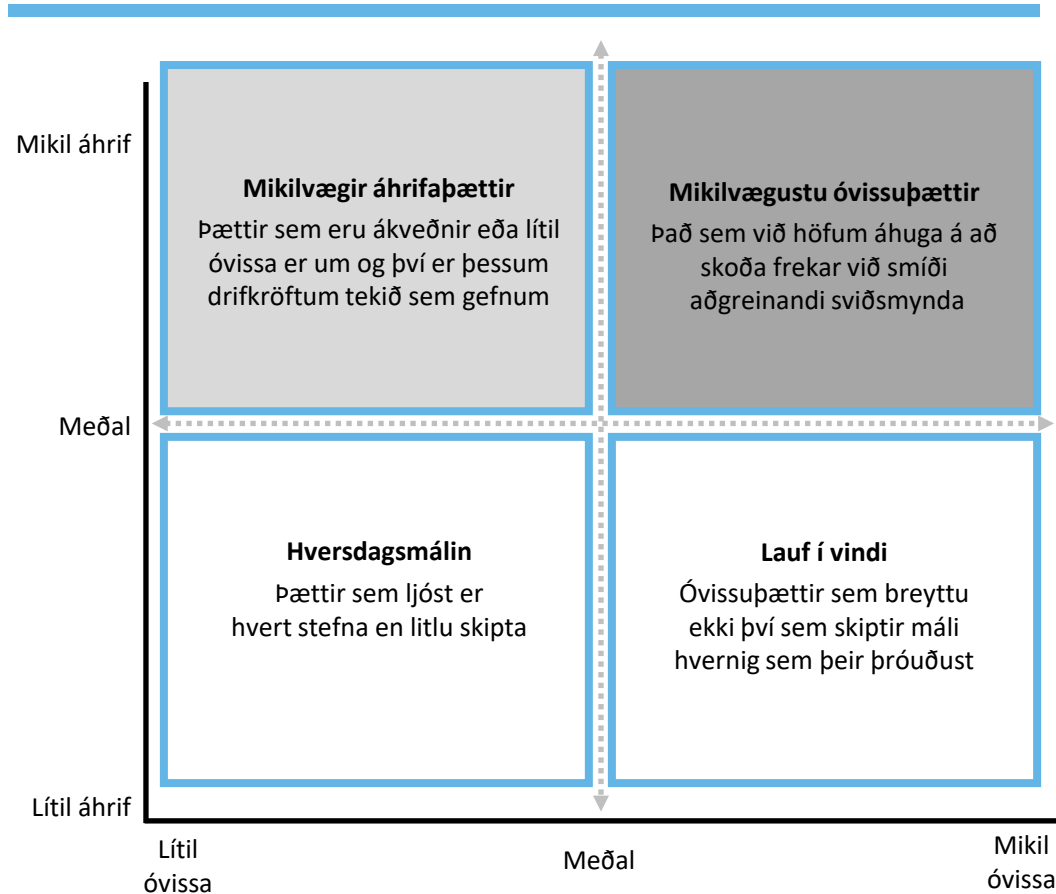 Mikil áhrif
Mikilvægir áhrifaþættir
Þættir sem eru ákveðnir eða lítil
óvissa er um og því er þessum
drifkröftum tekið sem gefnum
Mikilvægustu óvissuþættir
Það sem við höfum áhuga á að
skoða frekar við smíði
aðgreinandi sviðsmynda
Meðal
Hversdagsmálin
Þættir sem ljóst er
hvert stefna en litlu skipta
Lauf í vindi
Óvissuþættir sem breyttu
ekki því sem skiptir máli
hvernig sem þeir þróuðust
Lítil áhrif
Lítil
óvissa
Meðal
Mikil
óvissa